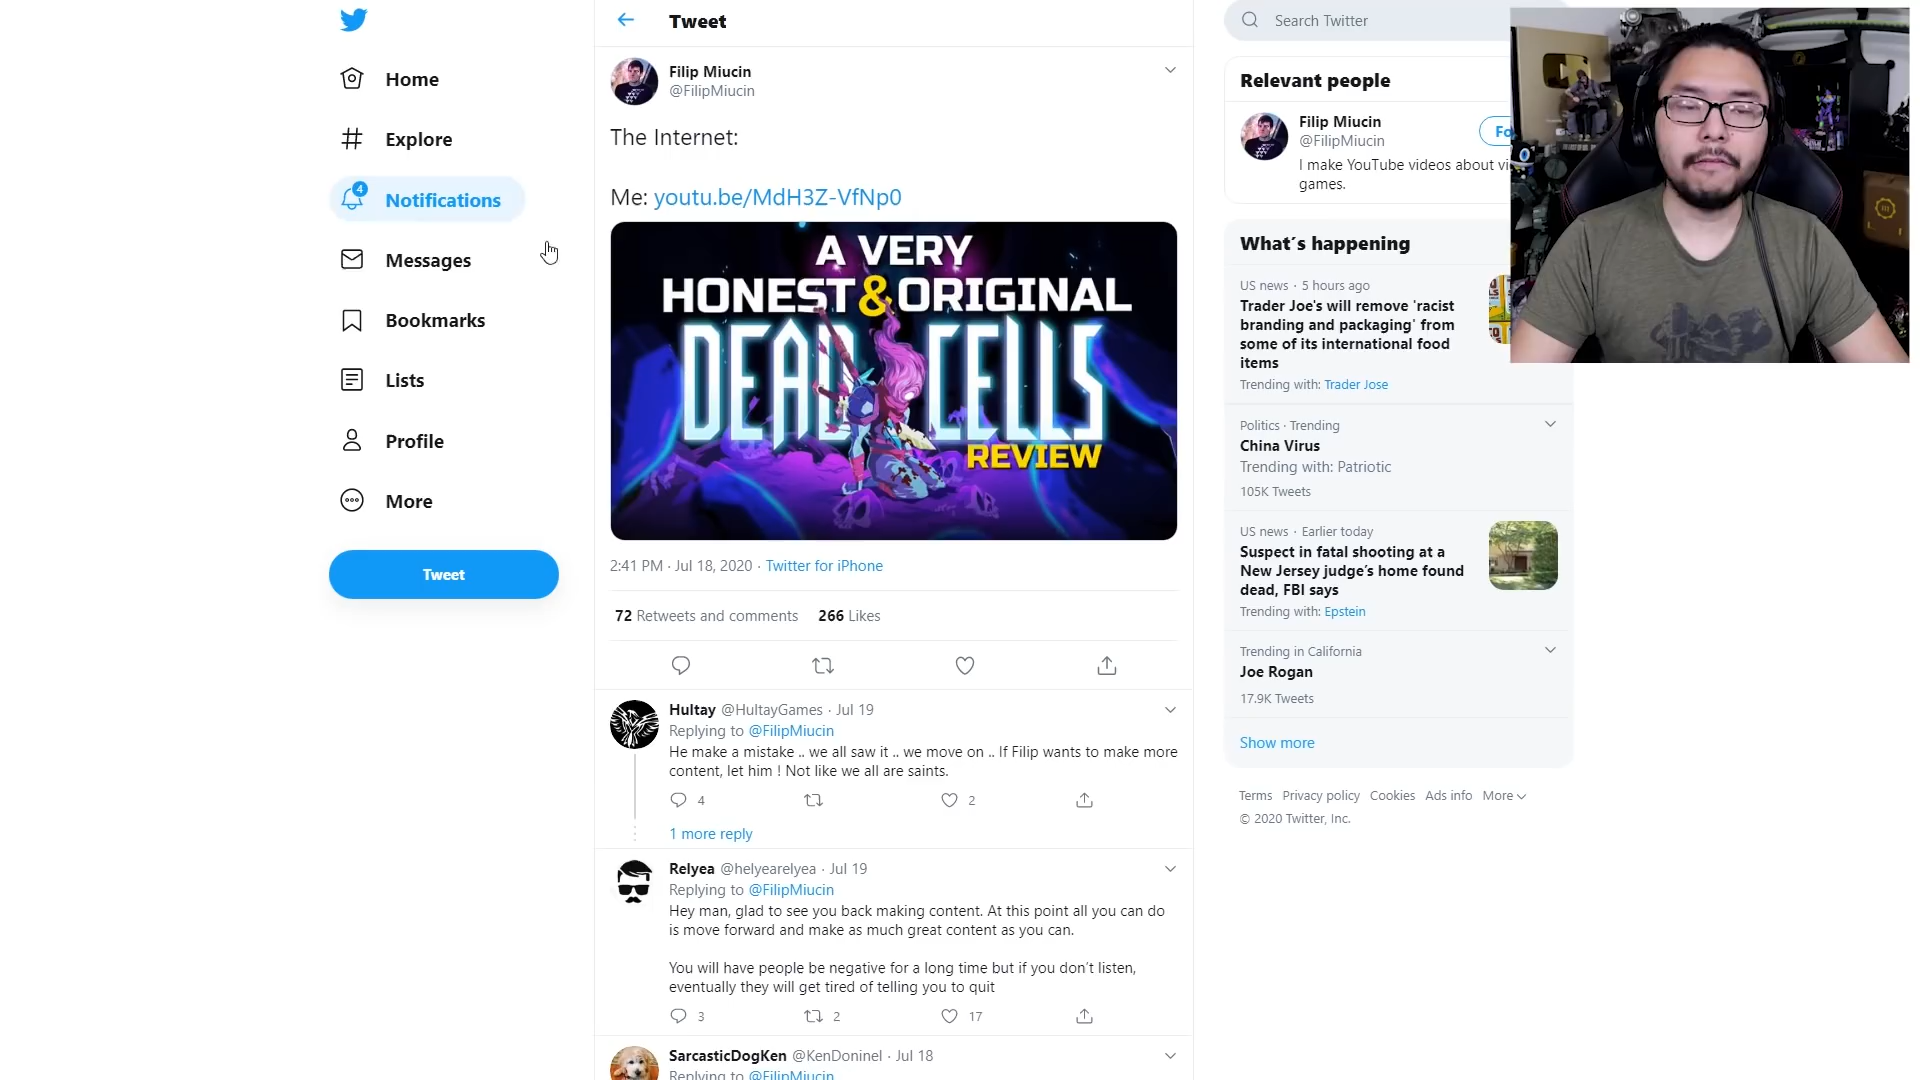 Home
Explore
4
Notifications
Messages
Bookmarks
Lists
Profile
More
Tweet
Tweet
Filip Miucin
@FilipMiucin
The Internet:
Me: youtu.be/MdH3Z-VfNp0
A VERY
HONEST & ORIGINAL
DEAD CELLS
REVIEW
2:41 PM · Jul 18, 2020 · Twitter for iPhone
72 Retweets and comments 266 Likes
Hultay @HultayGames · Jul 19
Replying to @FilipMiucin
He make a mistake .. we all saw it .. we move on .. If Filip wants to make more
content, let him ! Not like we all are saints.
4 2
1 more reply
Relyea @helyearelyea · Jul 19
Replying to @FilipMiucin
Hey man, glad to see you back making content. At this point all you can do
is move forward and make as much great content as you can.
You will have people be negative for a long time but if you don't listen,
eventually they will get tired of telling you to quit
3 2 17
SarcasticDogKen @KenDoninel · Jul 18
Replying to @FilipMiucin
Search Twitter
Relevant people
Filip Miucin
@FilipMiucin
Fo
I make YouTube videos about vi
games.
What's happening
US news · 5 hours ago
Trader Joe's will remove 'racist
branding and packaging' from
some of its international food
items
Trending with: Trader Jose
Politics · Trending
China Virus
Trending with: Patriotic
105K Tweets
US news · Earlier today
Suspect in fatal shooting at a
New Jersey judge's home found
dead, FBI says
Trending with: Epstein
Trending in California
Joe Rogan
17.9K Tweets
Show more
Terms Privacy policy Cookies Ads info More
© 2020 Twitter, Inc.